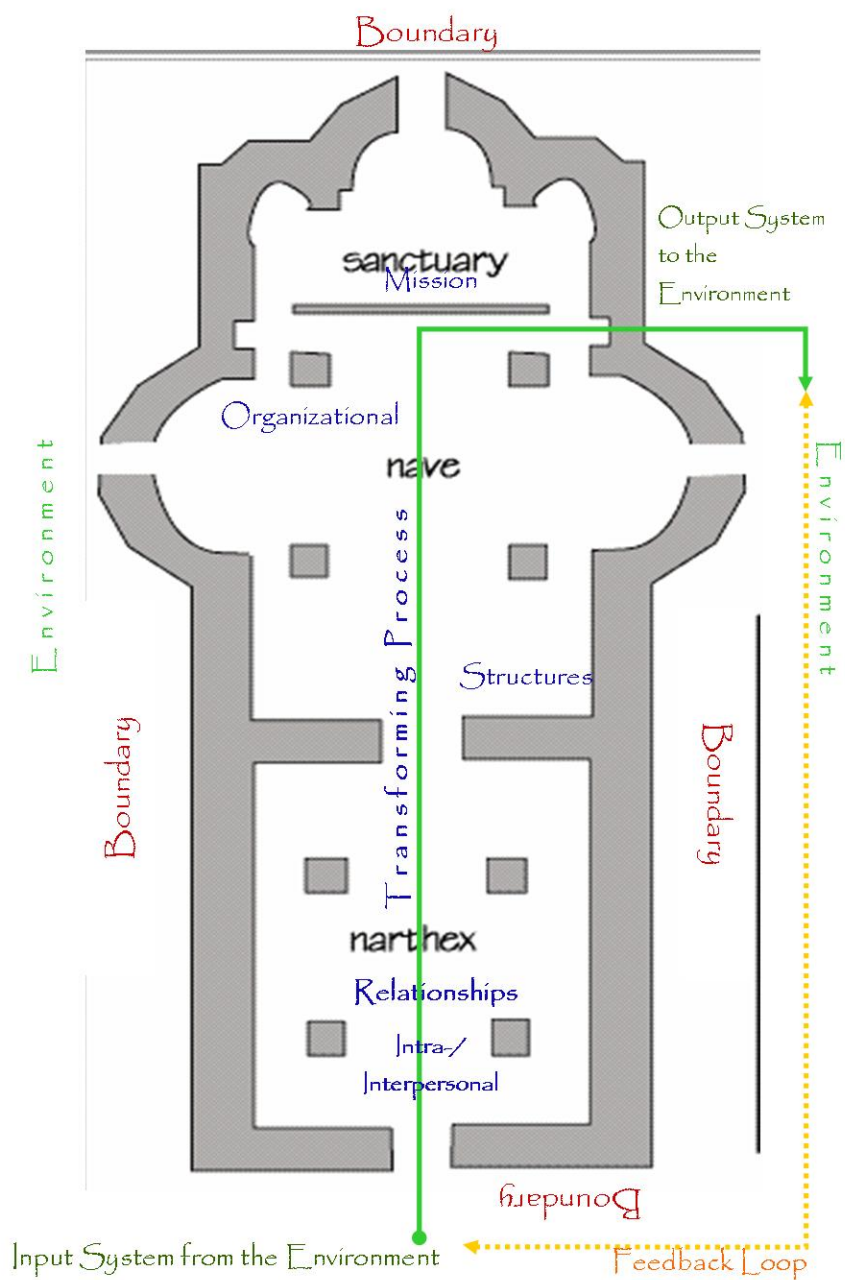 Boundary
sanctuary
Mission
Output System
to the
Environment
Organizational
nave
Environment
Environment
Transforming Process
Structures
Boundary
Boundary
narthex
Relationships
Intra-/
Interpersonal
Boundary
Input System from the Environment
Feedback Loop